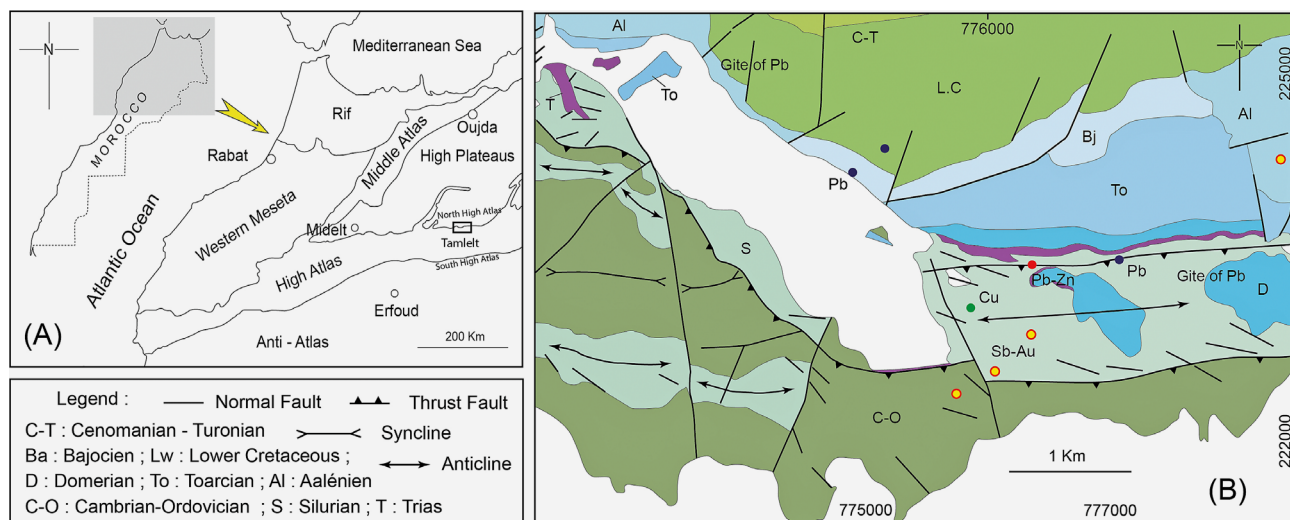 N
MOROCCO
Mediterranean Sea
Rif
Oujda
Rabat
Middle Atlas
High Plateaus
Atlantic Ocean
Western Meseta
North High Atlas
Midelt
Tamlelt
High Atlas
South High Atlas
Erfoud
Anti - Atlas
200 Km
(A)
Legend :
Normal Fault
Thrust Fault
C-T : Cenomanian - Turonian
Syncline
Ba : Bajocien ; Lw : Lower Cretaceous ;
Anticline
D : Domerian ; To : Toarcian ; Al : Aalénien
C-O : Cambrian-Ordovician ; S : Silurian ; T : Trias
Al
C-T
776000
N
Gite of Pb
225000
To
T
L.C
Al
Bj
Pb
To
S
Pb
Pb-Zn
Gite of Pb
D
Cu
Sb-Au
C-O
222000
1 Km
(B)
775000
777000